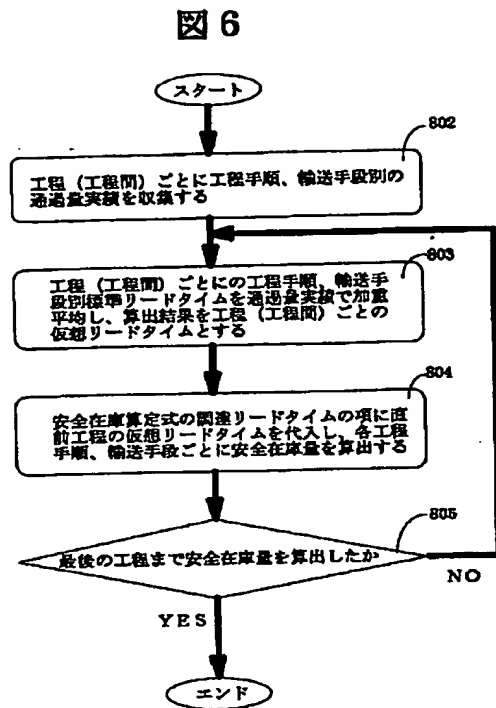 図6
スタート
802
工程（工程間）ごとに工程手順、輸送手段別の
通過量実績を収集する
803
工程（工程間）ごとにの工程手順、輸送手
段別標準リードタイムを通過量実績で加重
平均し、算出結果を工程（工程間）ごとの
仮想リードタイムとする
804
安全在庫算定式の関連リードタイムの項に直
前工程の仮想リードタイムを代入し、各工程
手順、輸送手段ごとに安全在庫量を算出する
805
最後の工程まで安全在庫量を算出したか
NO
YES
エンド